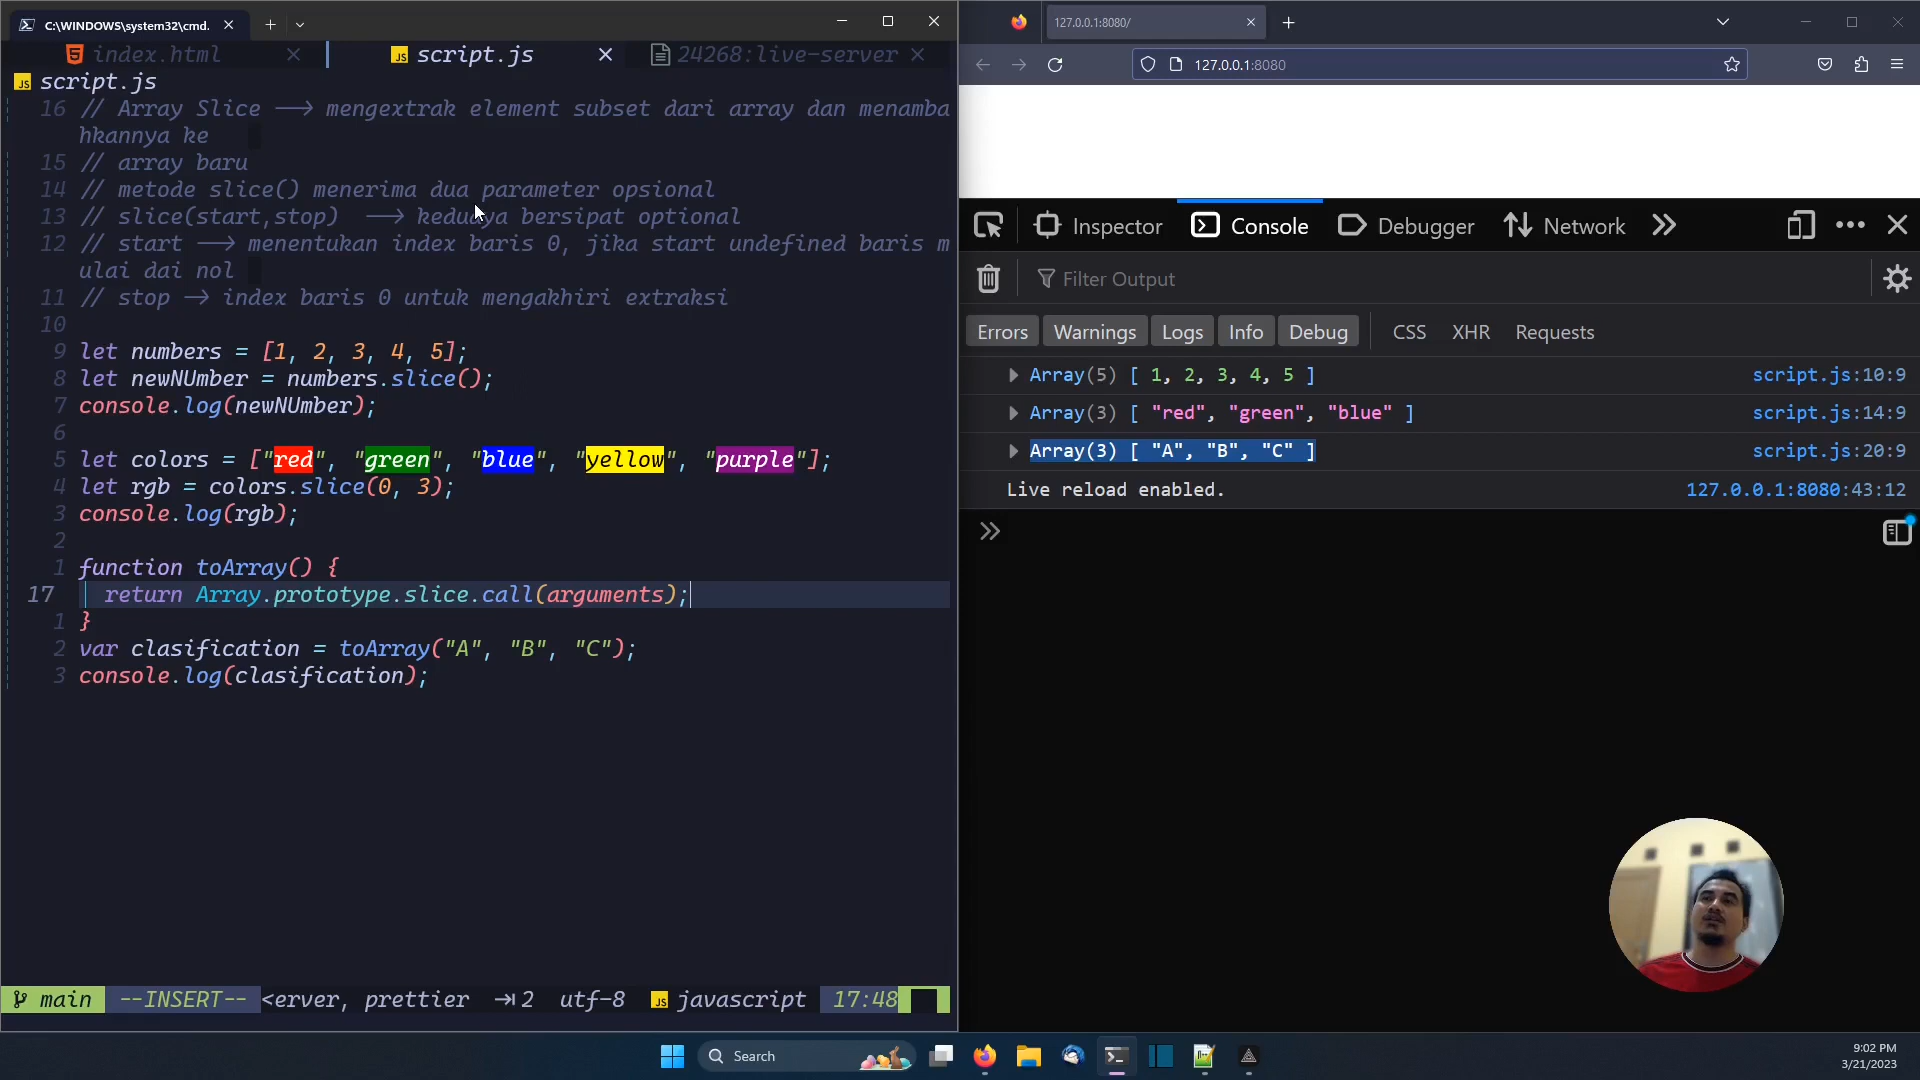 C:\WINDOWS\system32\cmd.
index.html
script.js
24268:live-server
script.js
16 // Array Slice —> mengextrak element subset dari array dan menamba
hkannya ke
15 // array baru
14 // metode slice() menerima dua parameter opsional
13 // slice(start,stop) —> keduaya bersipat optional
12 // start —> menentukan index baris 0, jika start undefined baris m
ulai dai nol
11 // stop -> index baris 0 untuk mengakhiri extraksi
10
9 let numbers = [1, 2, 3, 4, 5];
8 let newNUmber = numbers.slice();
7 console.log(newNUmber);
6
5 let colors = ["red", "green", "blue", "yellow", "purple"];
4 let rgb = colors.slice(0, 3);
3 console.log(rgb);
2
1 function toArray() {
17 return Array.prototype.slice.call(arguments);
1 }
2 var clasification = toArray("A", "B", "C");
3 console.log(clasification);
main --INSERT-- <erver, prettier 2 utf-8 javascript 17:48
127.0.0.1:8080/
127.0.0.1:8080
Inspector Console Debugger Network
Filter Output
Errors Warnings Logs Info Debug CSS XHR Requests
Array(5) [ 1, 2, 3, 4, 5 ] script.js:10:9
Array(3) [ "red", "green", "blue" ] script.js:14:9
Array(3) [ "A", "B", "C" ] script.js:20:9
Live reload enabled. 127.0.0.1:8080:43:12
Search
9:02 PM
3/21/2023